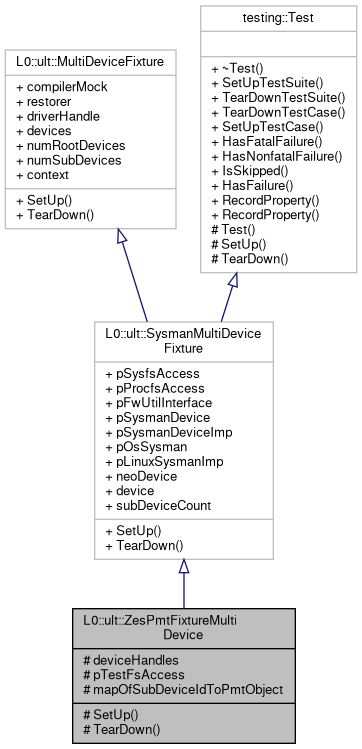 testing::Test
+ ~Test()
+ SetUpTestSuite()
+ TearDownTestSuite()
+ TearDownTestCase()
+ SetUpTestCase()
+ HasFatalFailure()
+ HasNonfatalFailure()
+ IsSkipped()
+ HasFailure()
+ RecordProperty()
+ RecordProperty()
# Test()
# SetUp()
# TearDown()
L0::ult::MultiDeviceFixture
+ compilerMock
+ restorer
+ driverHandle
+ devices
+ numRootDevices
+ numSubDevices
+ context
+ SetUp()
+ TearDown()
L0::ult::SysmanMultiDevice
Fixture
+ pSysfsAccess
+ pProcfsAccess
+ pFwUtilInterface
+ pSysmanDevice
+ pSysmanDeviceImp
+ pOsSysman
+ pLinuxSysmanImp
+ neoDevice
+ device
+ subDeviceCount
+ SetUp()
+ TearDown()
L0::ult::ZesPmtFixtureMulti
Device
# deviceHandles
# pTestFsAccess
# mapOfSubDeviceIdToPmtObject
# SetUp()
# TearDown()